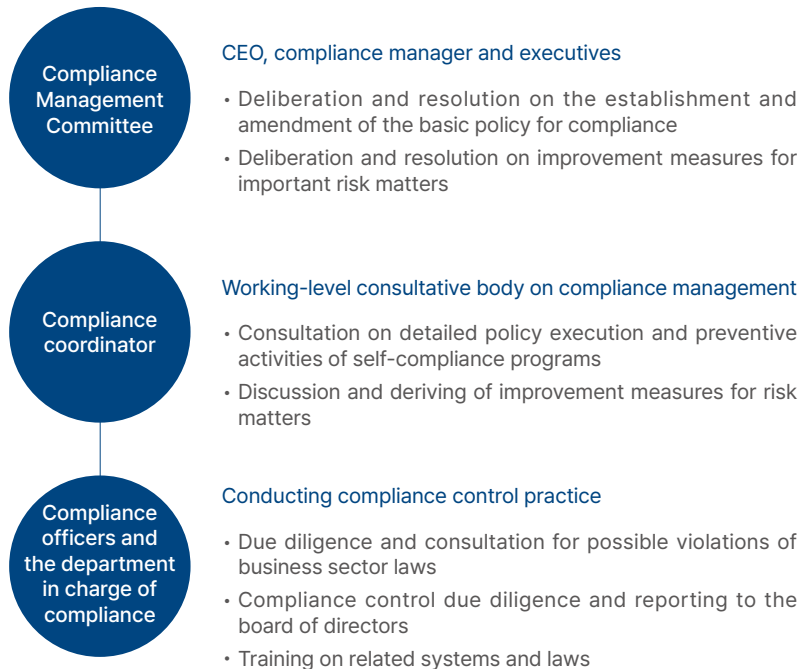 Compliance
Management
Committee
CEO, compliance manager and executives
• Deliberation and resolution on the establishment and
amendment of the basic policy for compliance
• Deliberation and resolution on improvement measures for
important risk matters
Compliance
coordinator
Working-level consultative body on compliance management
• Consultation on detailed policy execution and preventive
activities of self-compliance programs
• Discussion and deriving of improvement measures for risk
matters
Compliance
officers and
the department
in charge of
compliance
Conducting compliance control practice
• Due diligence and consultation for possible violations of
business sector laws
• Compliance control due diligence and reporting to the
board of directors
• Training on related systems and laws